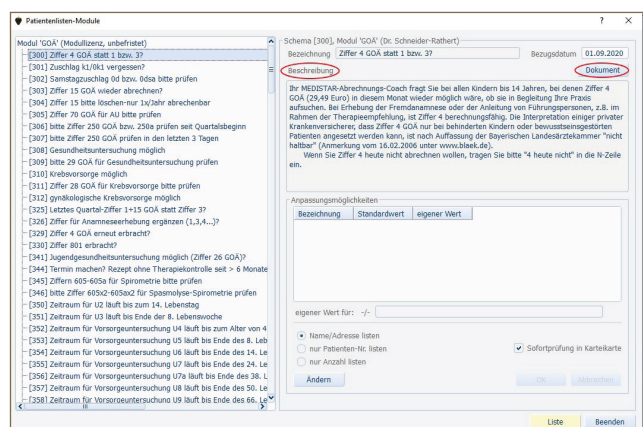 Patientenlisten-Module
? ×
Modul 'GOÄ' (Modullizenz, unbefristet)
[300] Ziffer 4 GOÄ statt 1 bzw. 3?
[301] Zuschlag k1/0k1 vergessen?
[302] Samstagzuschlag 0d bzw. 0dsa bitte prüfen
[303] Ziffer 15 GOÄ wieder abrechnen?
[304] Ziffer 15 bitte löschen-nur 1x/Jahr abrechenbar
[305] Ziffer 70 GOÄ für AU bitte prüfen
[306] bitte Ziffer 250 GOÄ bzw. 250a prüfen seit Quartalsbeginn
[307] bitte Ziffer 250 GOÄ prüfen in den letzten 3 Tagen
[308] Gesundheitsuntersuchung möglich
[309] bitte 29 GOÄ für Gesundheitsuntersuchung prüfen
[310] Krebsvorsorge möglich
[311] Ziffer 28 GOÄ für Krebsvorsorge bitte prüfen
[312] gynäkologische Krebsvorsorge möglich
[325] Letztes Quartal-Ziffer 1+15 GOÄ statt Ziffer 3?
[326] Ziffer für Anamneseerhebung ergänzen (1,3,4...)?
[329] Ziffer 4 GOÄ erneut erbracht?
[330] Ziffer 801 erbracht?
[341] Jugendgesundheitsuntersuchung möglich (Ziffer 26 GOÄ)?
[344] Termin machen? Rezept ohne Therapiekontrolle seit > 6 Monate
[345] Ziffern 605-605a für Spirometrie bitte prüfen
[346] bitte Ziffer 605x2-605ax2 für Spasmolyse-Spirometrie prüfen
[350] Zeitraum für U2 läuft bis zum 14. Lebenstag
[351] Zeitraum für U3 läuft bis Ende der 8. Lebenswoche
[352] Zeitraum für Vorsorgeuntersuchung U4 läuft bis zum Alter von 4
[353] Zeitraum für Vorsorgeuntersuchung U5 läuft bis Ende des 8. Leb
[354] Zeitraum für Vorsorgeuntersuchung U6 läuft bis Ende des 14. Le
[355] Zeitraum für Vorsorgeuntersuchung U7 läuft bis Ende des 24. Le
[356] Zeitraum für Vorsorgeuntersuchung U7a läuft bis Ende des 38. L
[357] Zeitraum für Vorsorgeuntersuchung U8 läuft bis Ende des 50. Le
[358] Zeitraum für Vorsorgeuntersuchung U9 läuft bis Ende des 66. Le
Schema [300], Modul 'GOÄ' (Dr. Schneider-Rathert)
Bezeichnung Ziffer 4 GOÄ statt 1 bzw. 3? Bezugsdatum 01.09.2020
Beschreibung Dokument
Ihr MEDISTAR-Abrechnungs-Coach fragt Sie bei allen Kindern bis 14 Jahren, bei denen Ziffer 4
GOÄ (29,49 Euro) in diesem Monat wieder möglich wäre, ob sie in Begleitung Ihre Praxis
aufsuchen. Bei Erhebung der Fremdanamnese oder der Anleitung von Führungspersonen, z.B. im
Rahmen der Therapieempfehlung, ist Ziffer 4 berechnungsfähig. Die Interpretation einiger privater
Krankenversicherer, dass Ziffer 4 GOÄ nur bei behinderten Kindern oder bewusstseinsgestörten
Patienten angesetzt werden kann, ist nach Auffassung der Bayerischen Landesärztekammer "nicht
haltbar" (Anmerkung vom 16.02.2006 unter www.blaek.de).
Wenn Sie Ziffer 4 heute nicht abrechnen wollen, tragen Sie bitte "4 heute nicht" in die N-Zeile
ein.
Anpassungsmöglichkeiten
Bezeichnung Standardwert eigener Wert
eigener Wert für: -/-
Name/Adresse listen
nur Patienten-Nr. listen
nur Anzahl listen
Sofortprüfung in Karteikarte
Ändern OK Abbrechen
Liste Beenden